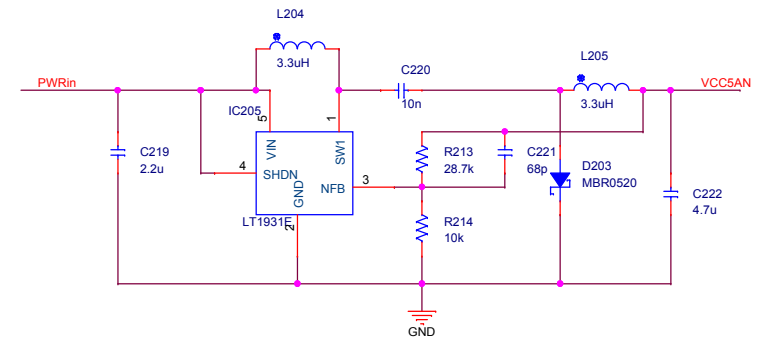 L204
3.3uH
PWRin
C220
10n
L205
3.3uH
VCC5AN
IC205
5
1
VIN
SW1
C219
2.2u
4
SHDN
NFB
3
GND
LT1931E
2
R213
28.7k
C221
68p
D203
MBR0520
C222
4.7u
R214
10k
GND